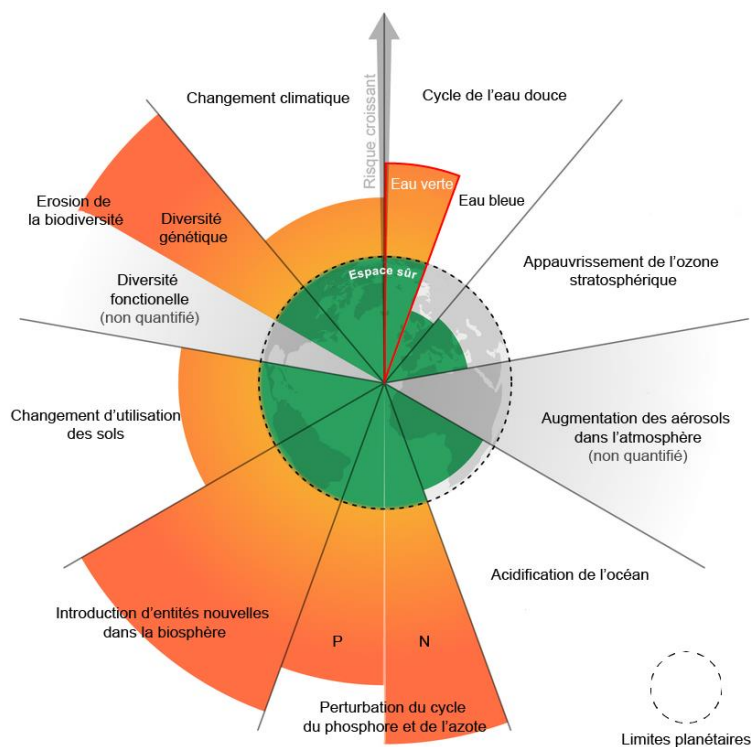 Changement climatique
Cycle de l'eau douce
Risque croissant
Eau verte
Eau bleue
Erosion de
la biodiversité
Diversité
génétique
Espace sûr
Appauvrissement de l'ozone
stratosphérique
Diversité
fonctionelle
(non quantifié)
Changement d'utilisation
des sols
Augmentation des aérosols
dans l'atmosphère
(non quantifié)
Acidification de l'océan
Introduction d'entités nouvelles
dans la biosphère
P
N
Perturbation du cycle
du phosphore et de l'azote
Limites planétaires